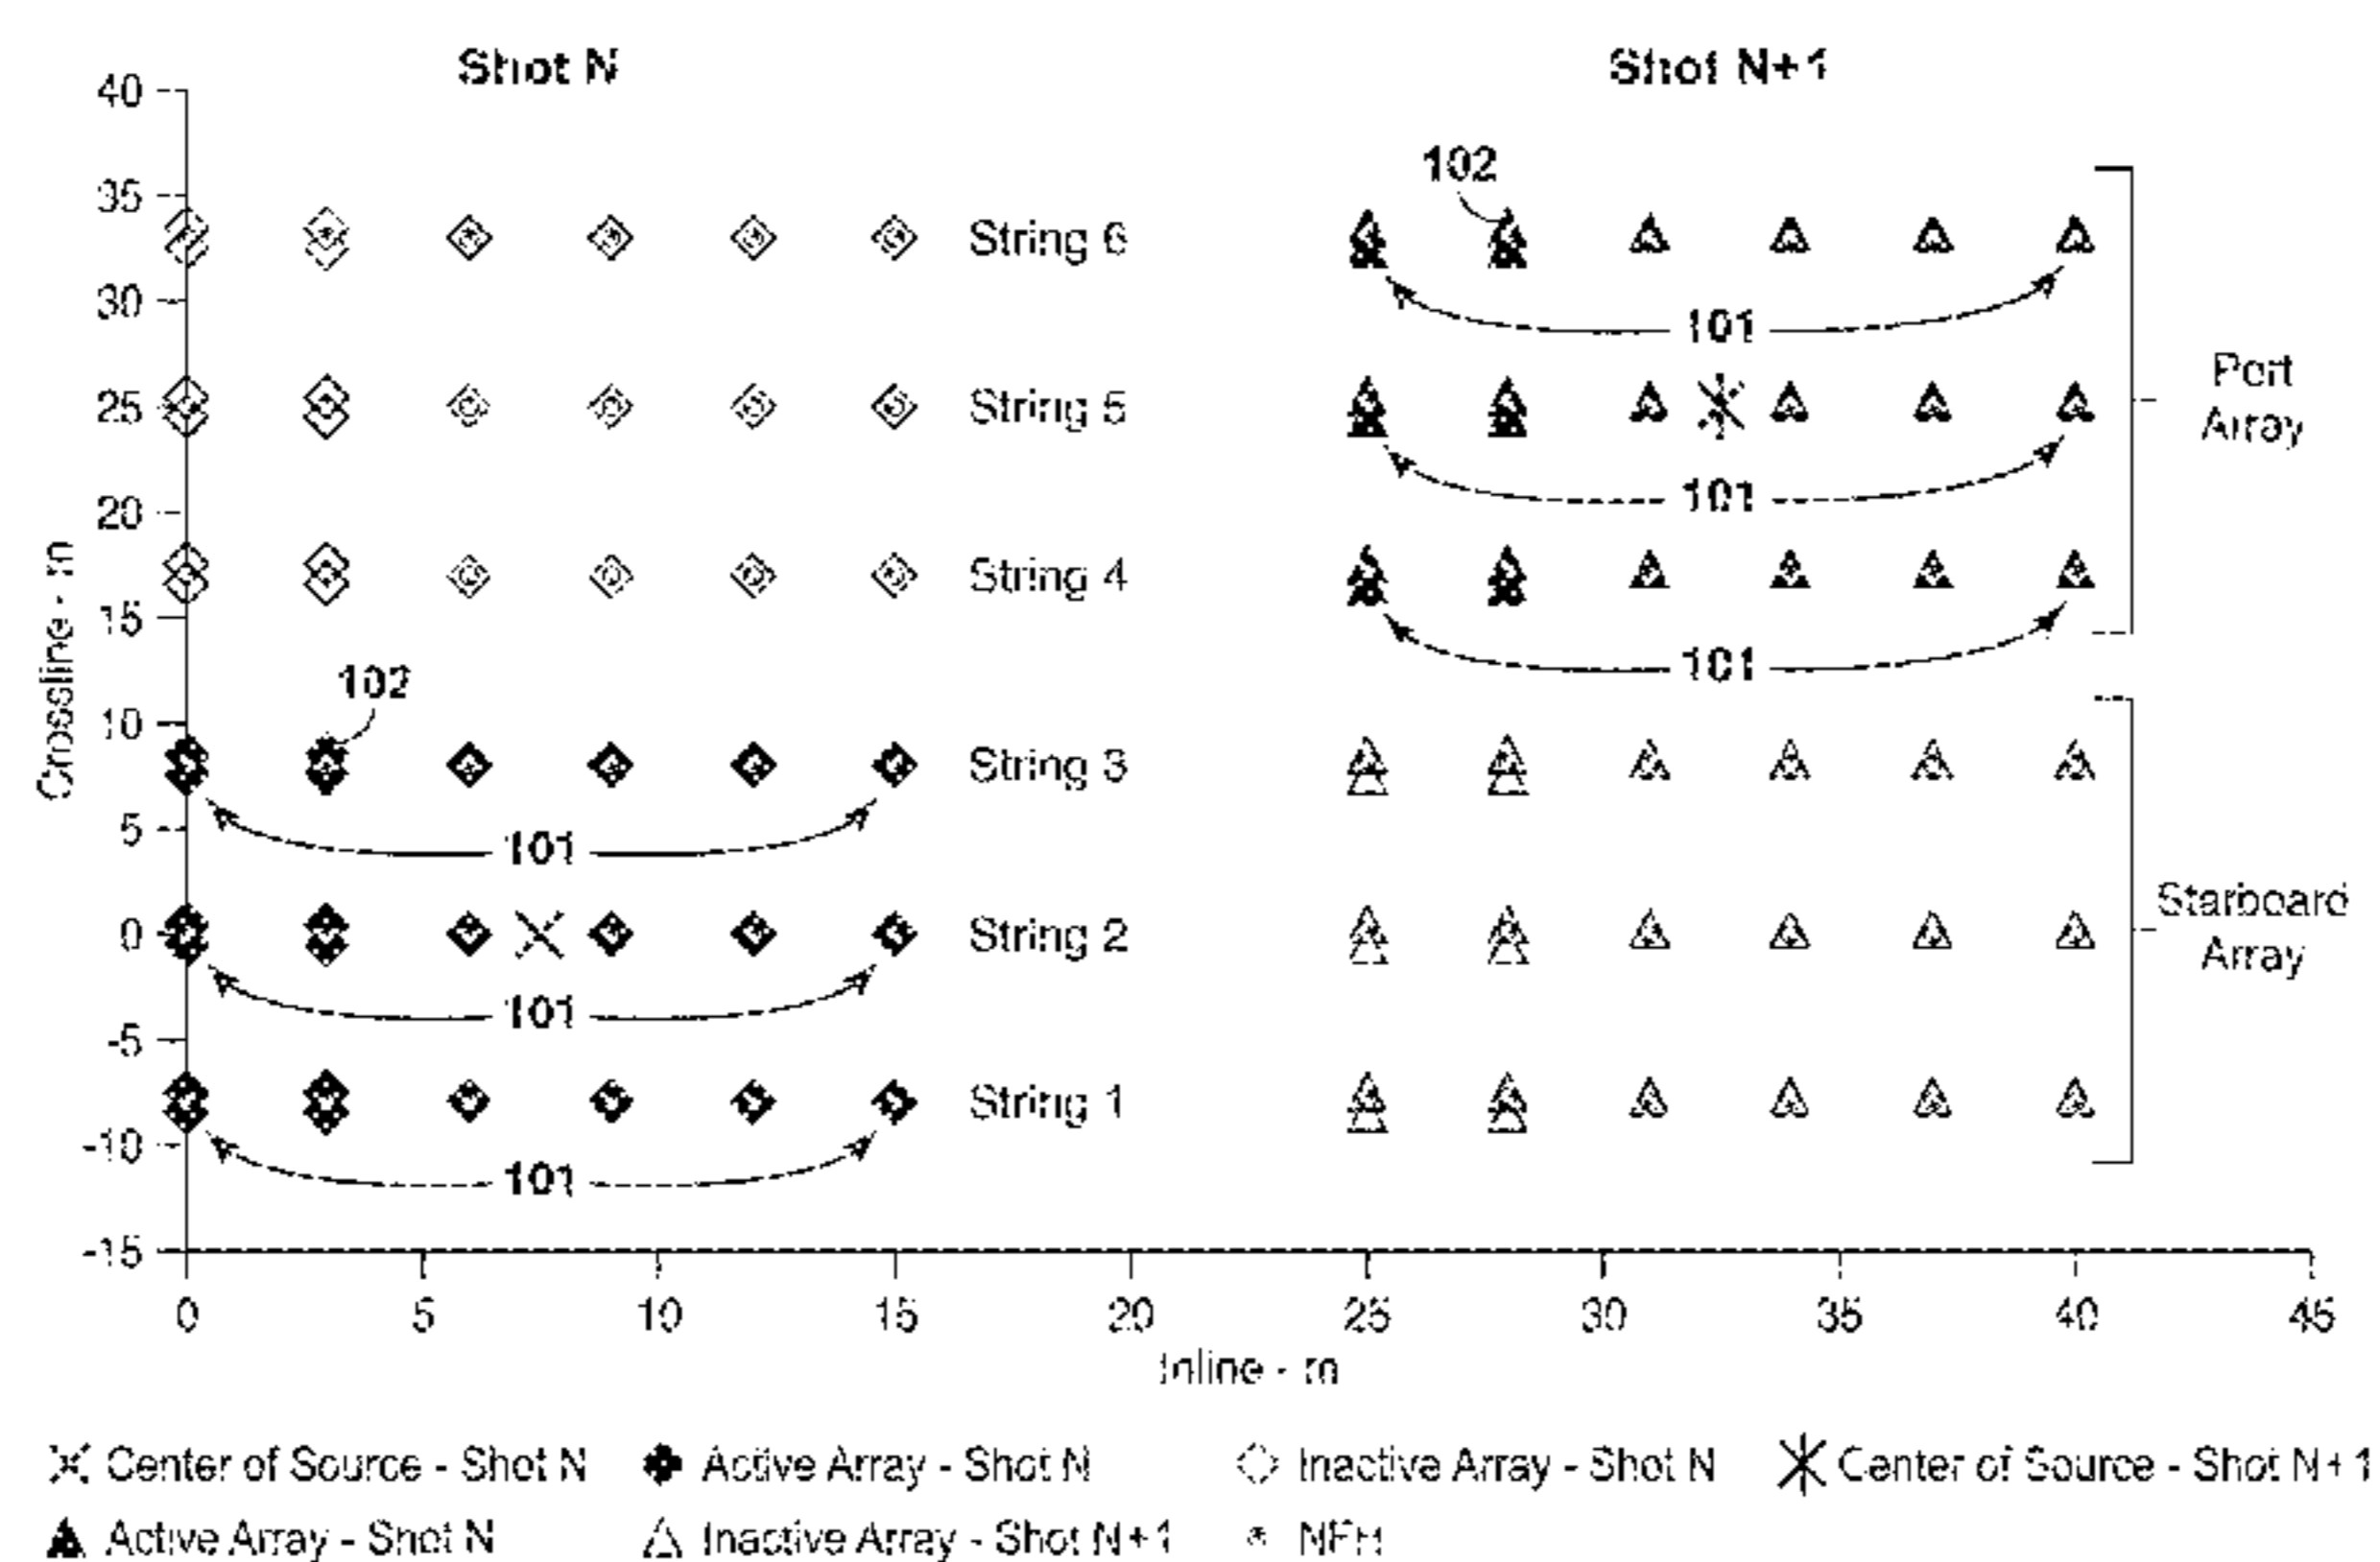 Shot N
Shot N+1
40
35
30
25
20
15
10
5
0
-5
-10
-15
Crossline - m
102
String 6
101
String 5
101
String 4
101
102
String 3
101
String 2
101
String 1
101
Port
Array
Starboard
Array
0 5 10 15 20 25 30 35 40 45
Inline - m
Center of Source - Shot N
Active Array - Shot N
Inactive Array - Shot N
Center of Source - Shot N+1
Active Array - Shot N
Inactive Array - Shot N+1
NFH